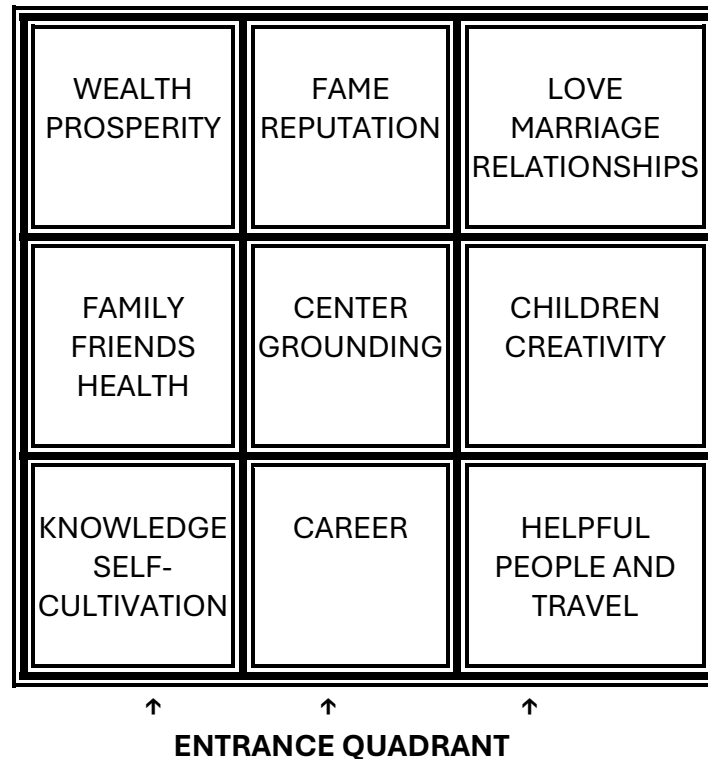 WEALTH
PROSPERITY
FAME
REPUTATION
LOVE
MARRIAGE
RELATIONSHIPS
FAMILY
FRIENDS
HEALTH
CENTER
GROUNDING
CHILDREN
CREATIVITY
KNOWLEDGE
SELF-
CULTIVATION
CAREER
HELPFUL
PEOPLE AND
TRAVEL
↑ ↑ ↑
ENTRANCE QUADRANT